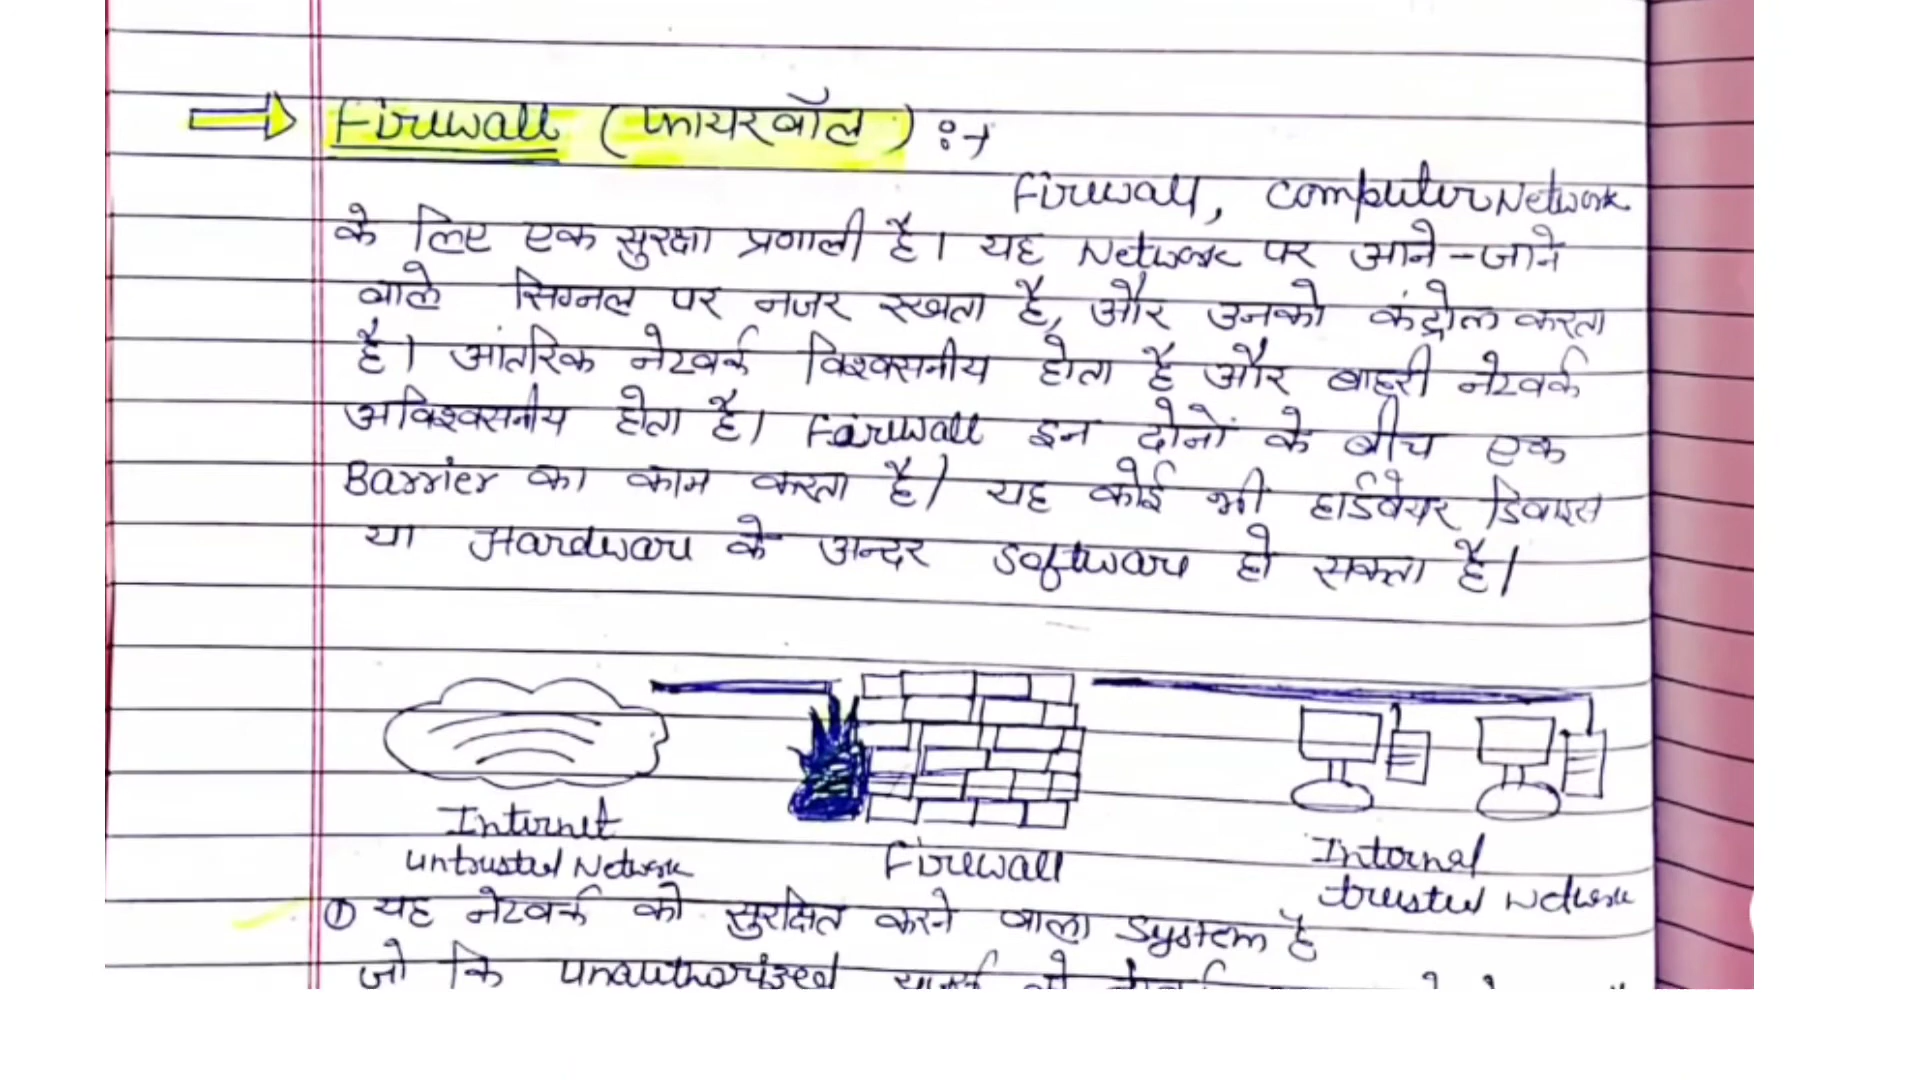 Firewall (फायरवॉल) :→
Firewall, Computer Network
के लिए एक सुरक्षा प्रणाली है। यह Network पर आने-जाने
वाले सिग्नल पर नजर रखता है, और उनको कंट्रोल करता
है। आंतरिक नेटवर्क विश्वसनीय होता है और बाहरी नेटवर्क
अविश्वसनीय होता है। Fairwall इन दोनों के बीच एक
Barrier का काम करता है। यह कोई भी हार्डवेयर डिवाइस
या Hardware के अन्दर Software हो सकता है।
Internet
untrusted Network
Firewall
Internal
trusted Network
① यह नेटवर्क को सुरक्षित करने वाला System है
जो कि unauthorized